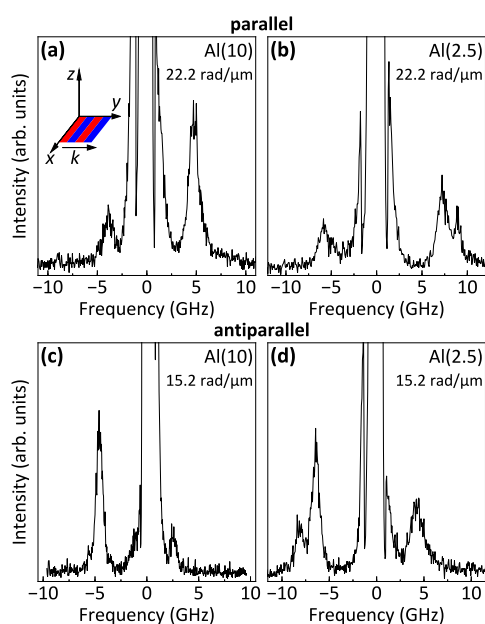 parallel
(a) Al(10)
22.2 rad/μm
z
y
x
k
(b) Al(2.5)
22.2 rad/μm
Intensity (arb. units)
−10 −5 0 5 10
Frequency (GHz)
−10 −5 0 5 10
Frequency (GHz)
antiparallel
(c) Al(10)
15.2 rad/μm
(d) Al(2.5)
15.2 rad/μm
Intensity (arb. units)
−10 −5 0 5 10
Frequency (GHz)
−10 −5 0 5 10
Frequency (GHz)